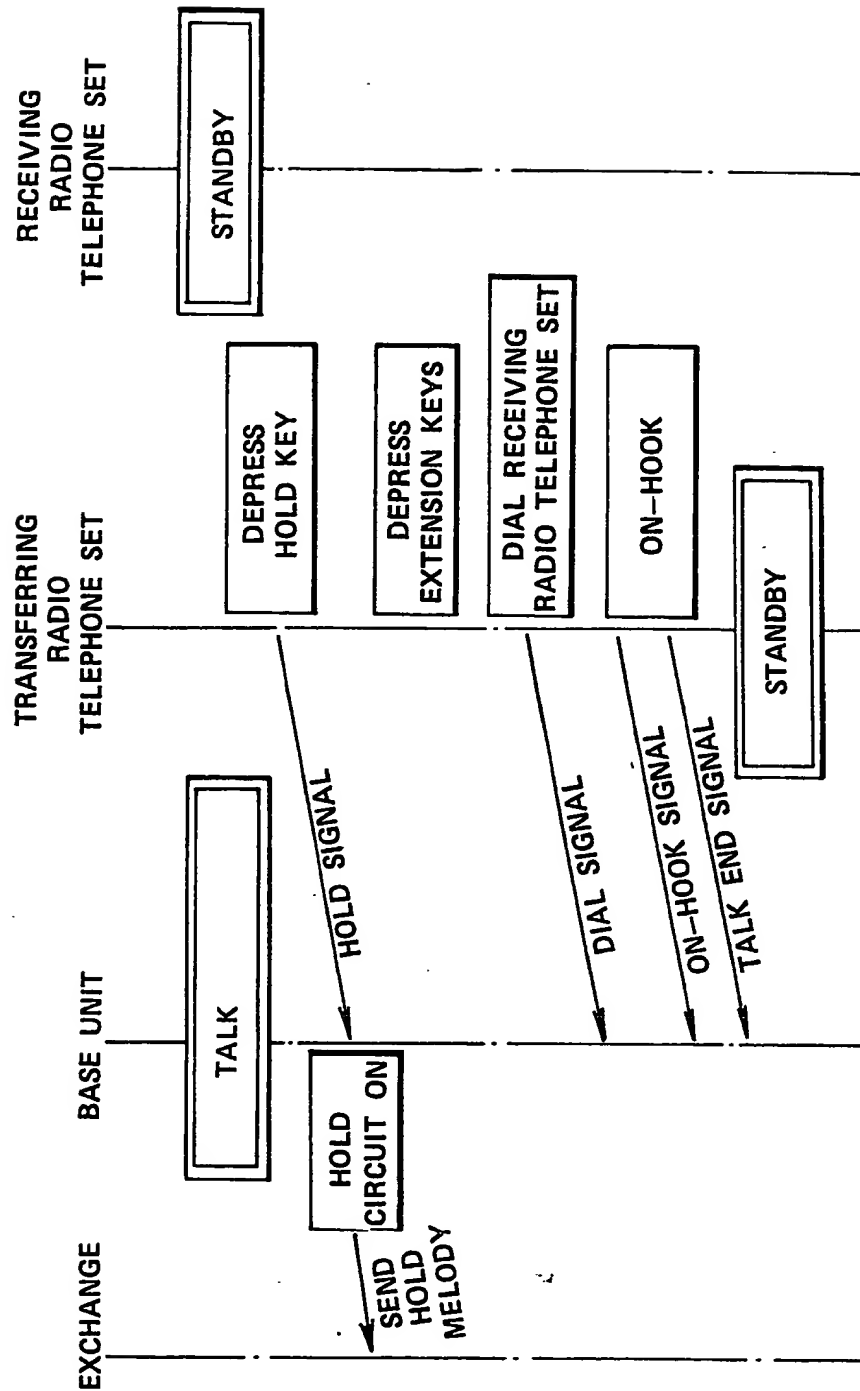 EXCHANGE
BASE UNIT
TRANSFERRING
RADIO
TELEPHONE SET
RECEIVING
RADIO
TELEPHONE SET
TALK
STANDBY
DEPRESS
HOLD KEY
HOLD SIGNAL
HOLD
CIRCUIT ON
SEND
HOLD
MELODY
DEPRESS
EXTENSION KEYS
DIAL RECEIVING
RADIO TELEPHONE SET
DIAL SIGNAL
ON-HOOK
ON-HOOK SIGNAL
TALK END SIGNAL
STANDBY